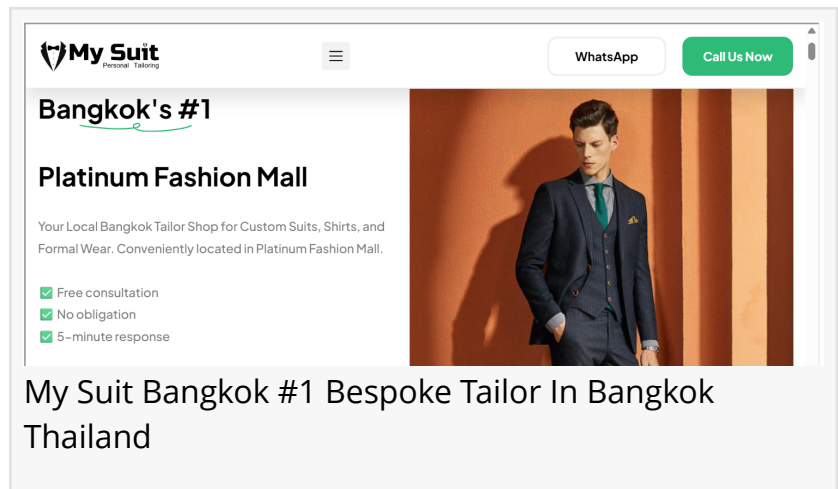 My Suit
Personal Tailoring
WhatsApp
Call Us Now
Bangkok's #1
Platinum Fashion Mall
Your Local Bangkok Tailor Shop for Custom Suits, Shirts, and
Formal Wear. Conveniently located in Platinum Fashion Mall.
Free consultation
No obligation
5-minute response
My Suit Bangkok #1 Bespoke Tailor In Bangkok
Thailand